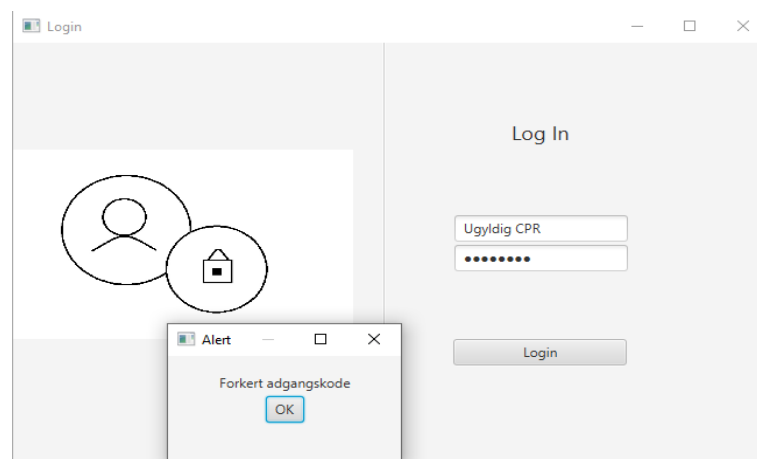 Login
Log In
Ugyldig CPR
••••••••
Login
Alert
Forkert adgangskode
OK